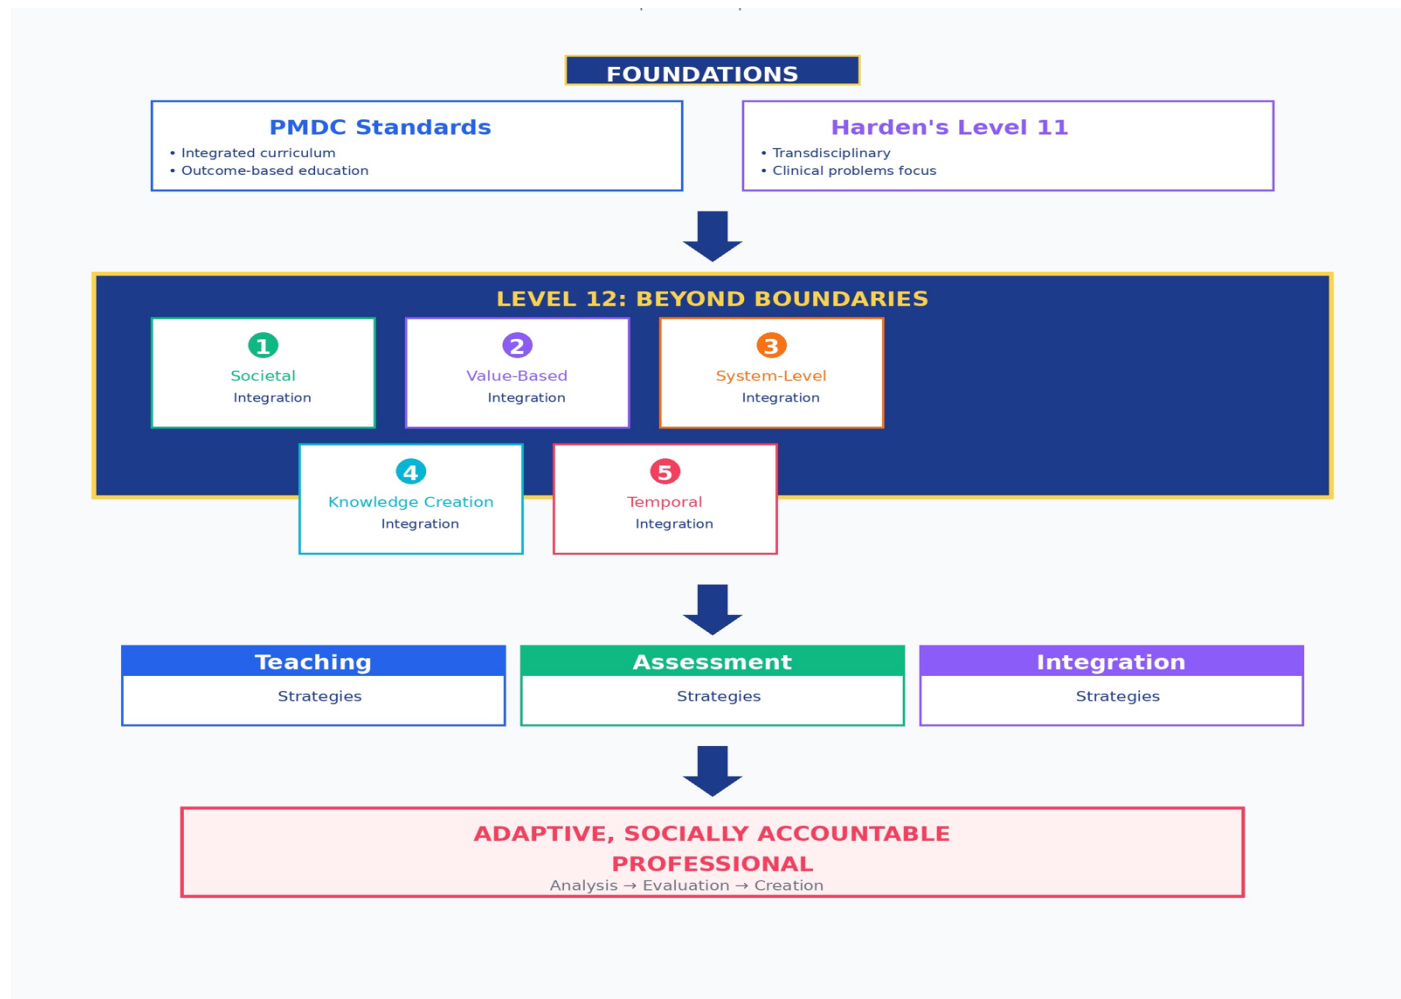 FOUNDATIONS
PMDC Standards
• Integrated curriculum
• Outcome-based education
Harden's Level 11
• Transdisciplinary
• Clinical problems focus
LEVEL 12: BEYOND BOUNDARIES
1
Societal
Integration
2
Value-Based
Integration
3
System-Level
Integration
4
Knowledge Creation
Integration
5
Temporal
Integration
Teaching
Strategies
Assessment
Strategies
Integration
Strategies
ADAPTIVE, SOCIALLY ACCOUNTABLE
PROFESSIONAL
Analysis → Evaluation → Creation